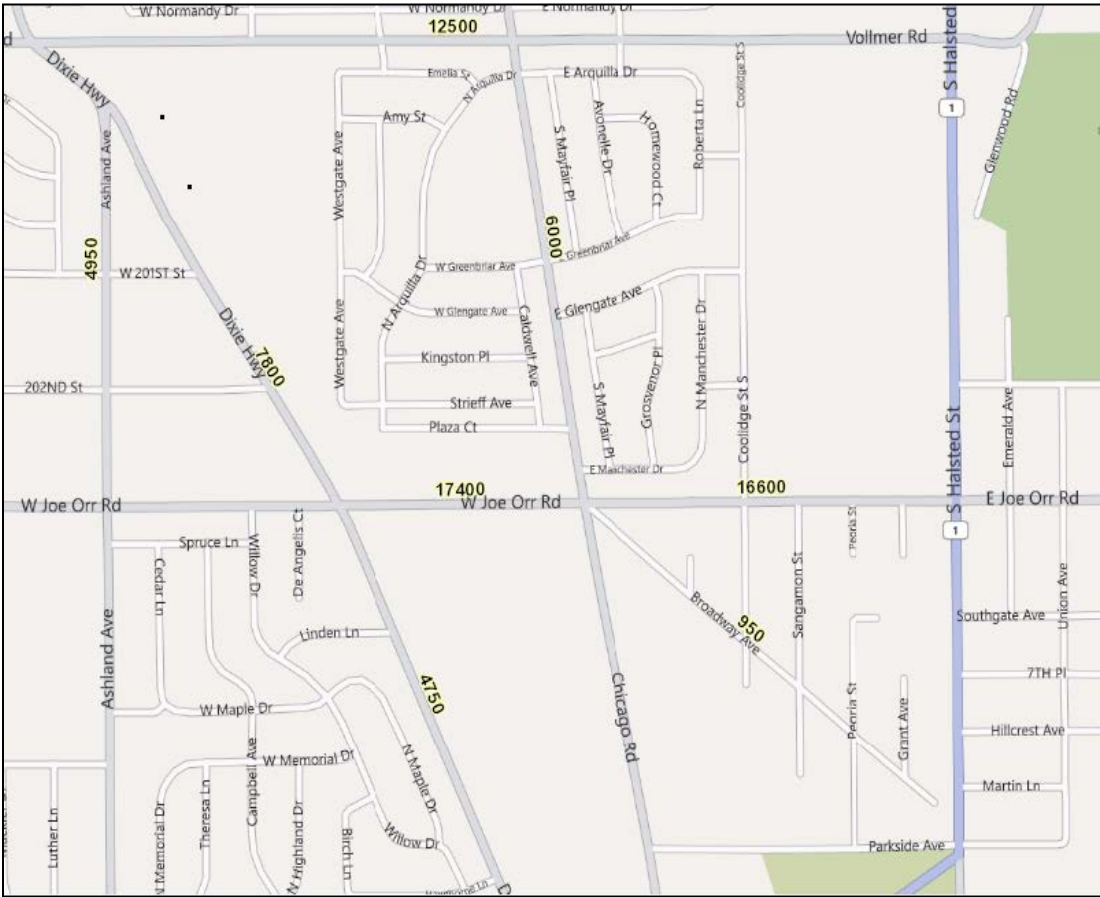 W Normandy Dr
W Normandy Dr
E Normandy Dr
12500
Vollmer Rd
S Halsted
d
Dixie Hwy
Emelia St
N Arquilla Dr
E Arquilla Dr
Coolidge St S
1
Amy St
Avonelle Dr
Homewood Ct
Roberta Ln
Glenwood Rd
Ashland Ave
Westgate Ave
S Mayfair Pl
6000
4950
W 201ST St
W Greenbriar Ave
Greenbriar Ave
N Arquilla Dr
W Glengate Ave
E Glengate Ave
Dixie Hwy
7800
Westgate Ave
Caldwell Ave
N Manchester Dr
Kingston Pl
Grosvenor Pl
202ND St
Strieff Ave
S Mayfair Pl
Coolidge St S
S Halsted St
Emerald Ave
Plaza Ct
E Manchester Dr
17400
16600
W Joe Orr Rd
W Joe Orr Rd
E Joe Orr Rd
1
Spruce Ln
Willow Dr
De Angelis Ct
Peoria St
Cedar Ln
Sangamon St
Union Ave
Broadway Ave
950
Southgate Ave
Linden Ln
Ashland Ave
4750
Chicago Rd
7TH Pl
W Maple Dr
Peoria St
Grant Ave
Hillcrest Ave
Campbell Ave
W Memorial Dr
N Maple Dr
Martin Ln
Luther Ln
N Memorial Dr
Theresa Ln
N Highland Dr
Birch Ln
Willow Dr
Parkside Ave
Hawthorne Ln
D